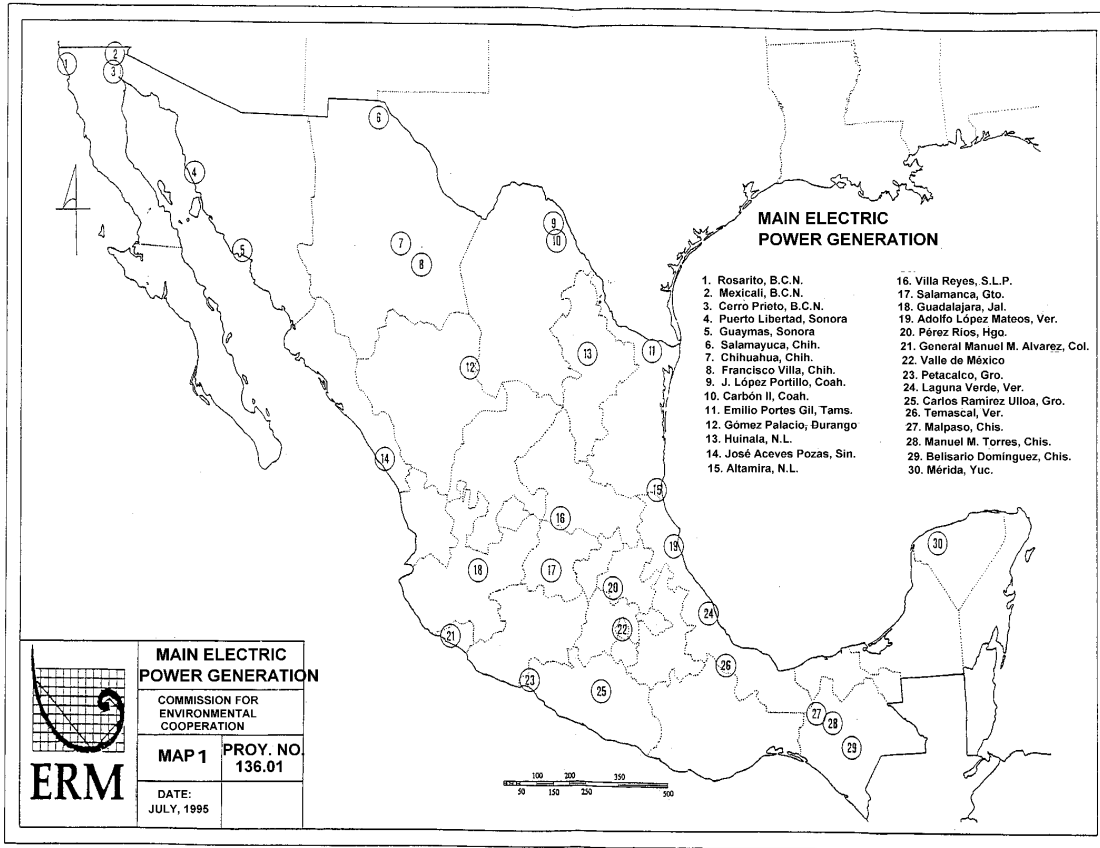 MAIN ELECTRIC
POWER GENERATION
1. Rosarito, B.C.N.
2. Mexicali, B.C.N.
3. Cerro Prieto, B.C.N.
4. Puerto Libertad, Sonora
5. Guaymas, Sonora
6. Salamayuca, Chih.
7. Chihuahua, Chih.
8. Francisco Villa, Chih.
9. J. López Portillo, Coah.
10. Carbón II, Coah.
11. Emilio Portes Gil, Tams.
12. Gómez Palacio, Durango
13. Huinala, N.L.
14. José Aceves Pozas, Sin.
15. Altamira, N.L.
16. Villa Reyes, S.L.P.
17. Salamanca, Gto.
18. Guadalajara, Jal.
19. Adolfo López Mateos, Ver.
20. Pérez Ríos, Hgo.
21. General Manuel M. Alvarez, Col.
22. Valle de México
23. Petacalco, Gro.
24. Laguna Verde, Ver.
25. Carlos Ramírez Ulloa, Gro.
26. Temascal, Ver.
27. Malpaso, Chis.
28. Manuel M. Torres, Chis.
29. Belisario Domínguez, Chis.
30. Mérida, Yuc.
1
2
3
4
5
6
7
8
9
10
11
12
13
14
15
16
17
18
19
20
21
22
23
24
25
26
27
28
29
30
100 200 350
50 150 250 500
ERM
MAIN ELECTRIC
POWER GENERATION
COMMISSION FOR
ENVIRONMENTAL
COOPERATION
MAP 1
PROY. NO.
136.01
DATE:
JULY, 1995